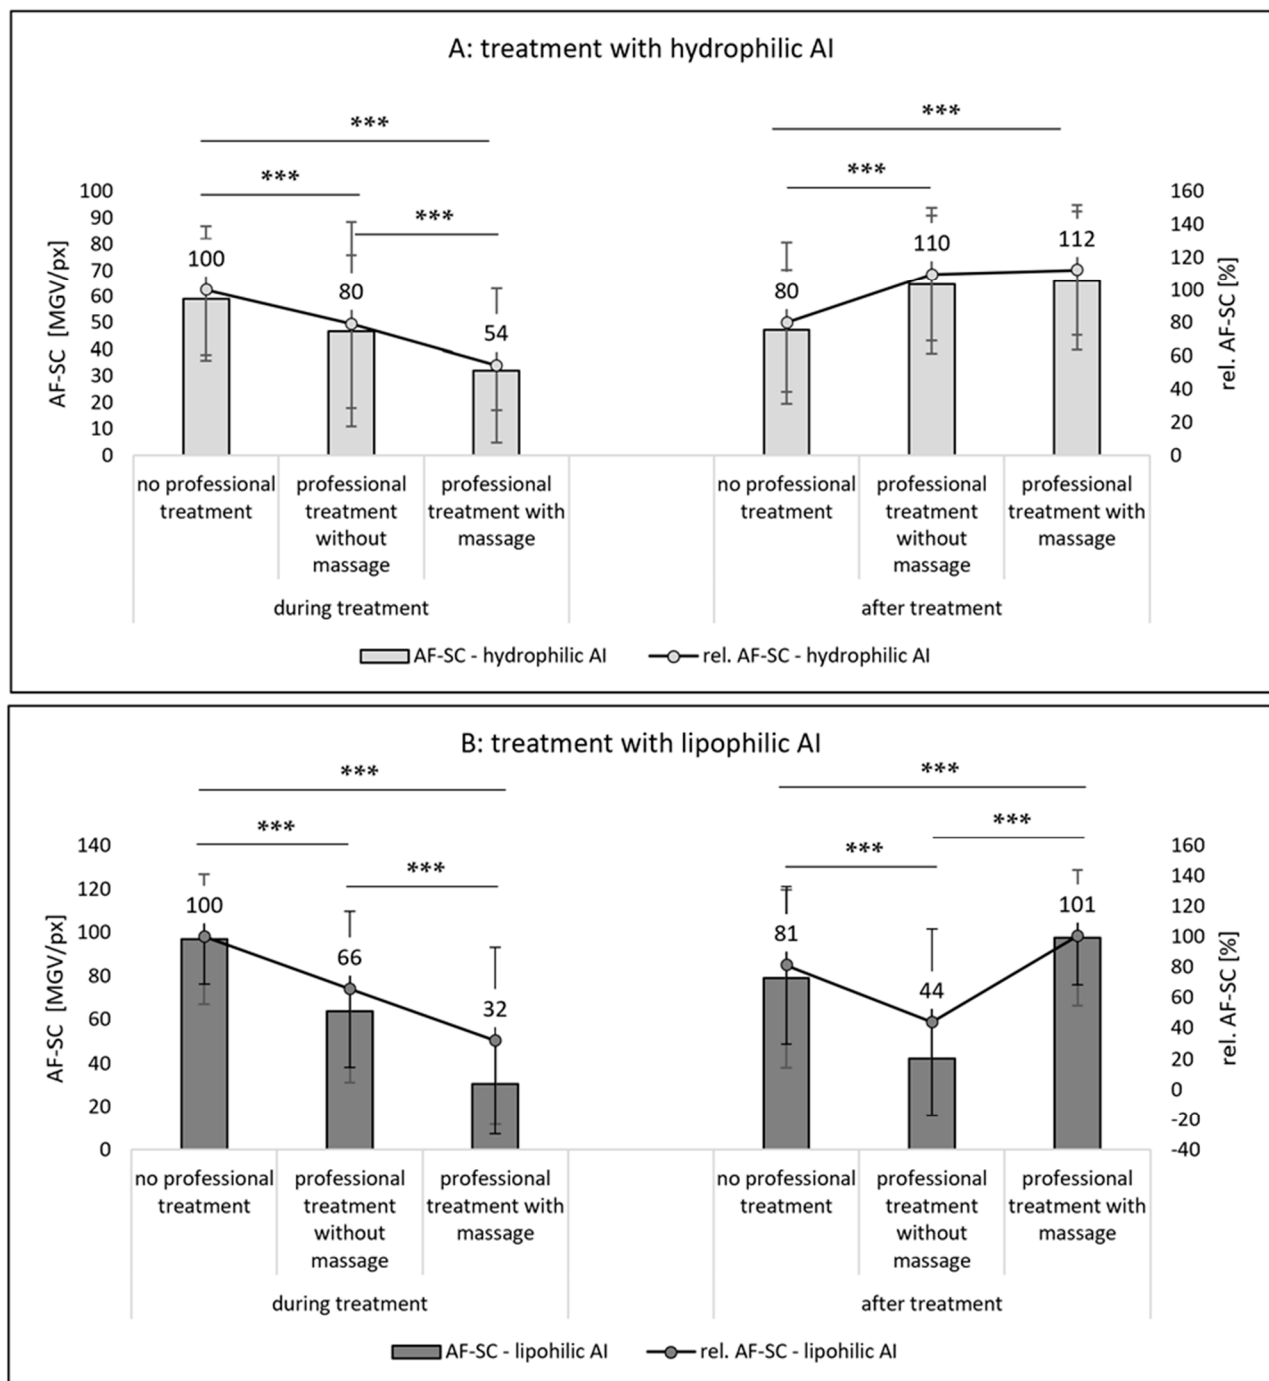 A: treatment with hydrophilic AI
***
***
***
***
***
AF-SC [MGV/px]
100
90
80
70
60
50
40
30
20
10
0
100
80
54
80
110
112
160
140
120
100
80
60
40
20
0
rel. AF-SC [%]
no professional
treatment
professional
treatment
without
massage
professional
treatment with
massage
no professional
treatment
professional
treatment
without
massage
professional
treatment with
massage
during treatment
after treatment
AF-SC - hydrophilic AI
rel. AF-SC - hydrophilic AI
B: treatment with lipophilic AI
***
***
***
***
***
***
AF-SC [MGV/px]
140
120
100
80
60
40
20
0
100
66
32
81
44
101
160
140
120
100
80
60
40
20
0
-20
-40
rel. AF-SC [%]
no professional
treatment
professional
treatment
without
massage
professional
treatment with
massage
no professional
treatment
professional
treatment
without
massage
professional
treatment with
massage
during treatment
after treatment
AF-SC - lipohilic AI
rel. AF-SC - lipohilic AI